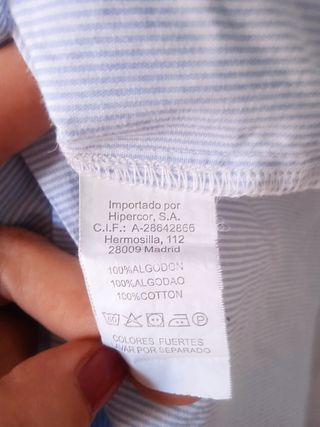 Importado por
Hipercor, S.A.
C.I.F.: A-28642866
Hermosilla, 112
28009 Madrid
100%ALGODON
100%ALGODAO
100%COTTON
COLORES FUERTES
LAVAR POR SEPARADO